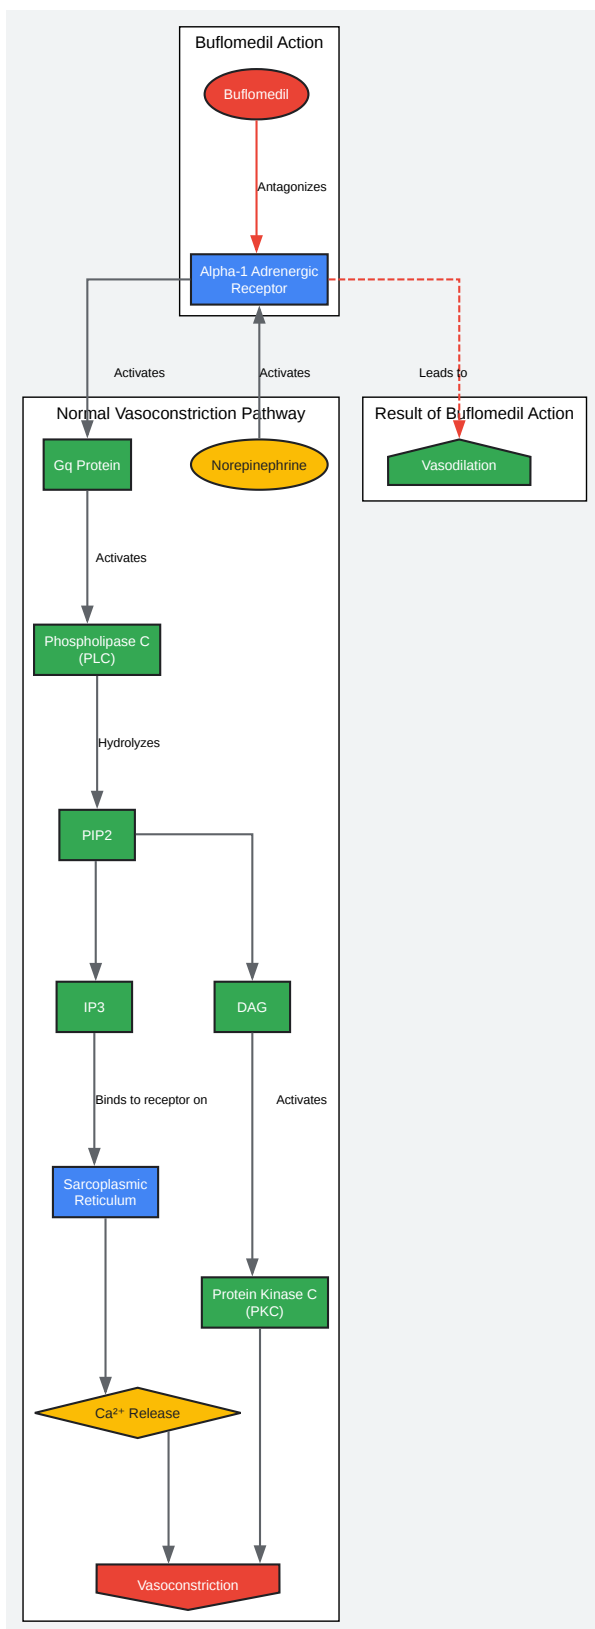 Buflomedil Action
Buflomedil
Antagonizes
Alpha-1 Adrenergic
Receptor
Activates
Activates
Leads to
Normal Vasoconstriction Pathway
Result of Buflomedil Action
Gq Protein
Norepinephrine
Vasodilation
Activates
Phospholipase C
(PLC)
Hydrolyzes
PIP2
IP3
DAG
Binds to receptor on
Activates
Sarcoplasmic
Reticulum
Protein Kinase C
(PKC)
Ca²⁺ Release
Vasoconstriction